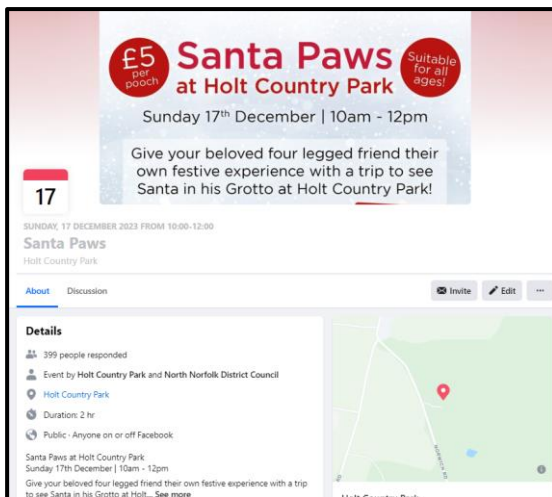 £5
per
pooch
Santa Paws
at Holt Country Park
Suitable
for all
ages!
Sunday 17th December | 10am - 12pm
Give your beloved four legged friend their
own festive experience with a trip to see
Santa in his Grotto at Holt Country Park!
17
SUNDAY, 17 DECEMBER 2023 FROM 10:00-12:00
Santa Paws
Holt Country Park
About Discussion
Invite Edit ...
Details
399 people responded
Event by Holt Country Park and North Norfolk District Council
Holt Country Park
Duration: 2 hr
Public · Anyone on or off Facebook
Santa Paws at Holt Country Park
Sunday 17th December | 10am - 12pm
Give your beloved four legged friend their own festive experience with a trip
to see Santa in his Grotto at Holt... See more
NORWICH RD
Holt Country Park